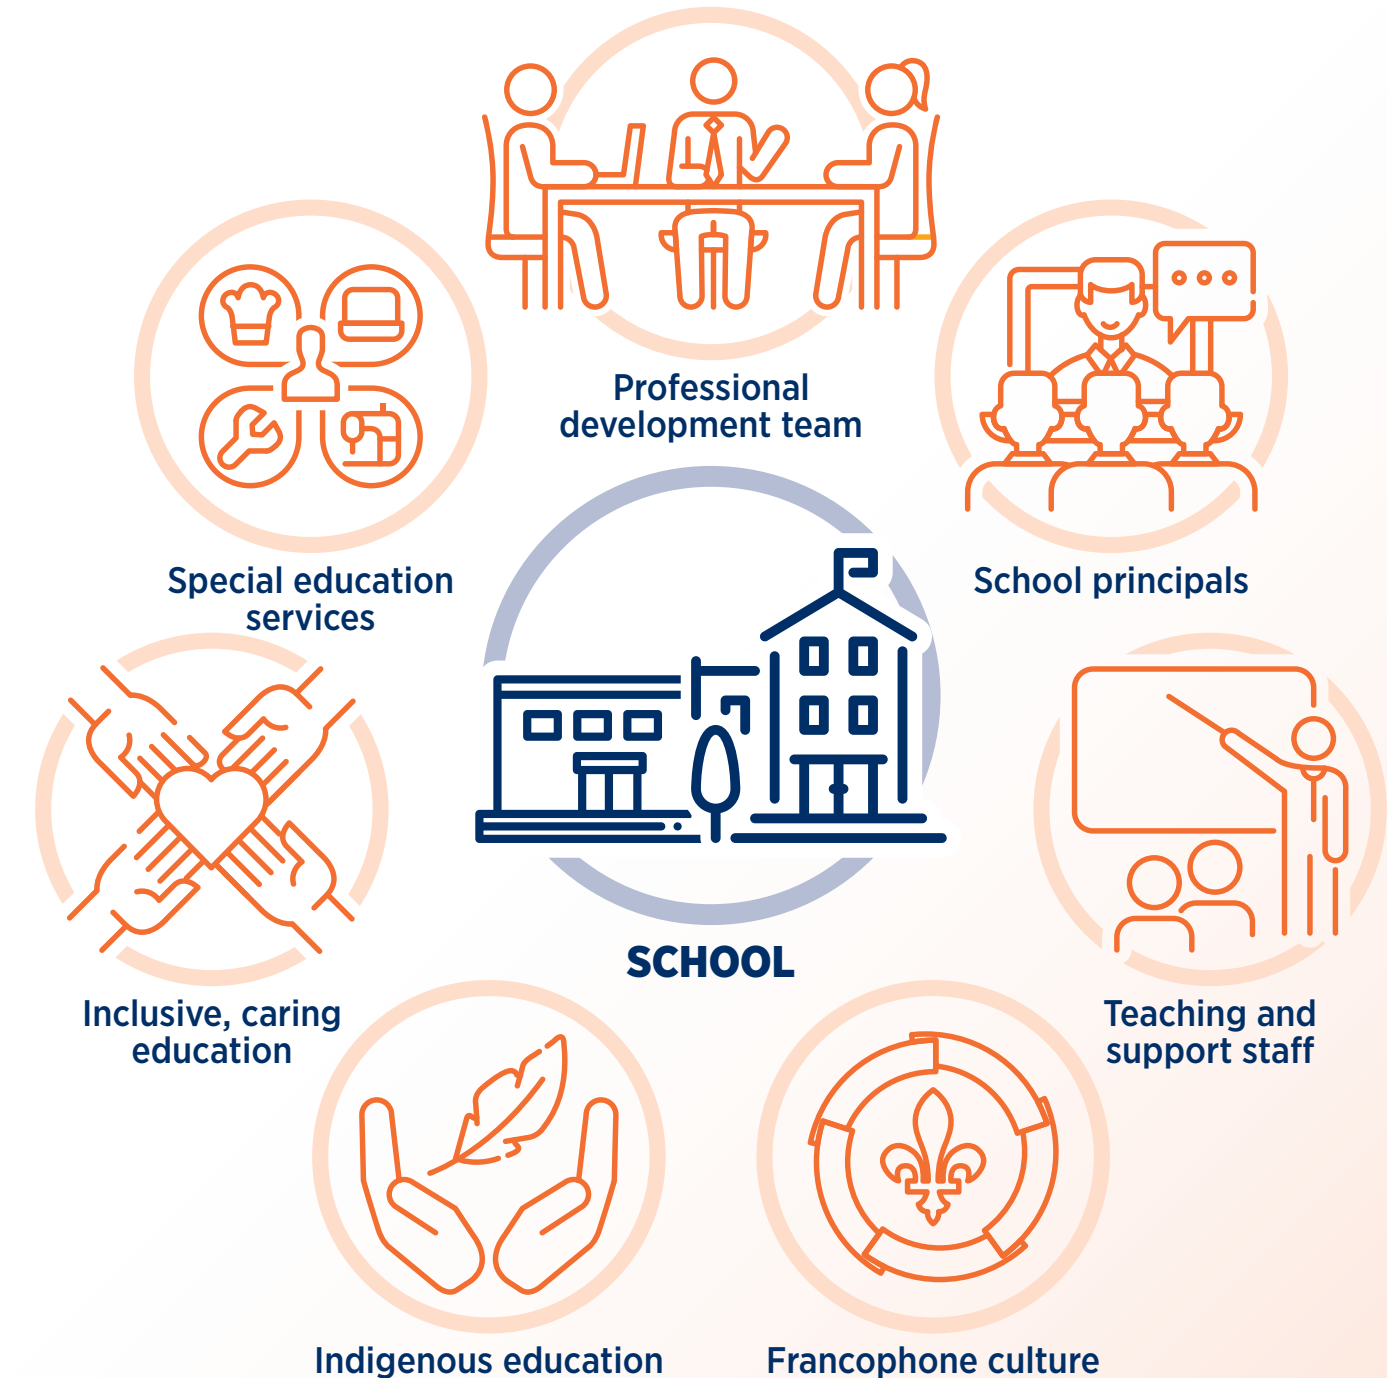 Professional
development team
Special education
services
School principals
SCHOOL
Inclusive, caring
education
Teaching and
support staff
Indigenous education
Francophone culture